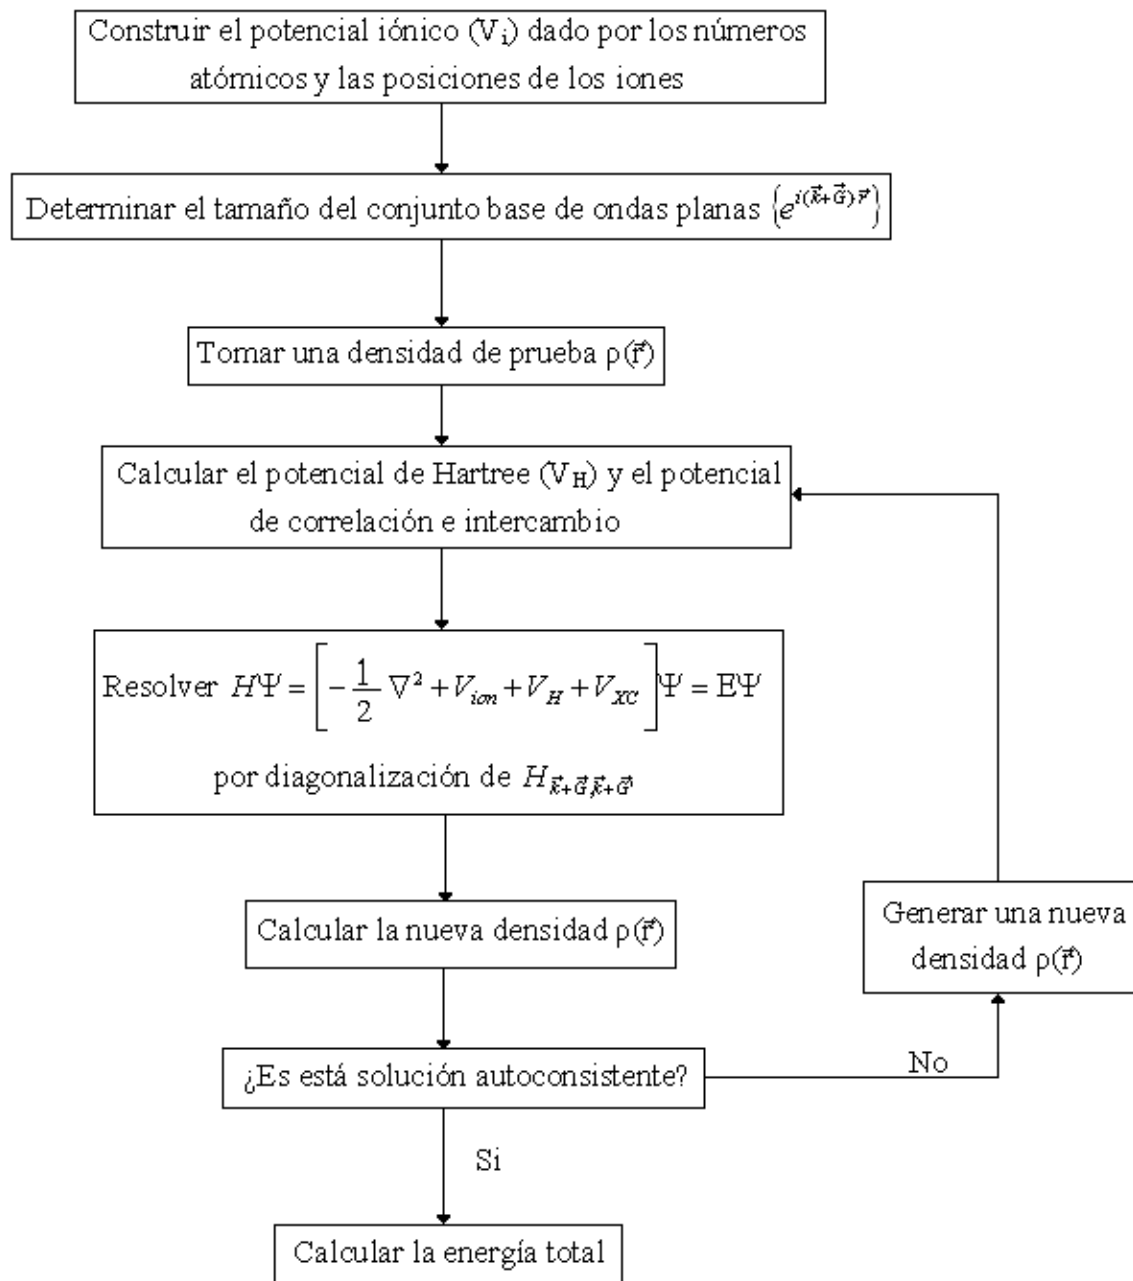 Construir el potencial iónico (V_i) dado por los números
atómicos y las posiciones de los iones
Determinar el tamaño del conjunto base de ondas planas {e^{i(k⃗+G⃗)·r⃗}}
Tomar una densidad de prueba ρ(r⃗)
Calcular el potencial de Hartree (V_H) y el potencial
de correlación e intercambio
Resolver HΨ = [-1/2 ∇² + V_ion + V_H + V_XC]Ψ = EΨ
por diagonalización de H_{k⃗+G⃗,k⃗+G⃗'}
Calcular la nueva densidad ρ(r⃗)
Generar una nueva
densidad ρ(r⃗)
¿Es está solución autoconsistente?
No
Si
Calcular la energía total